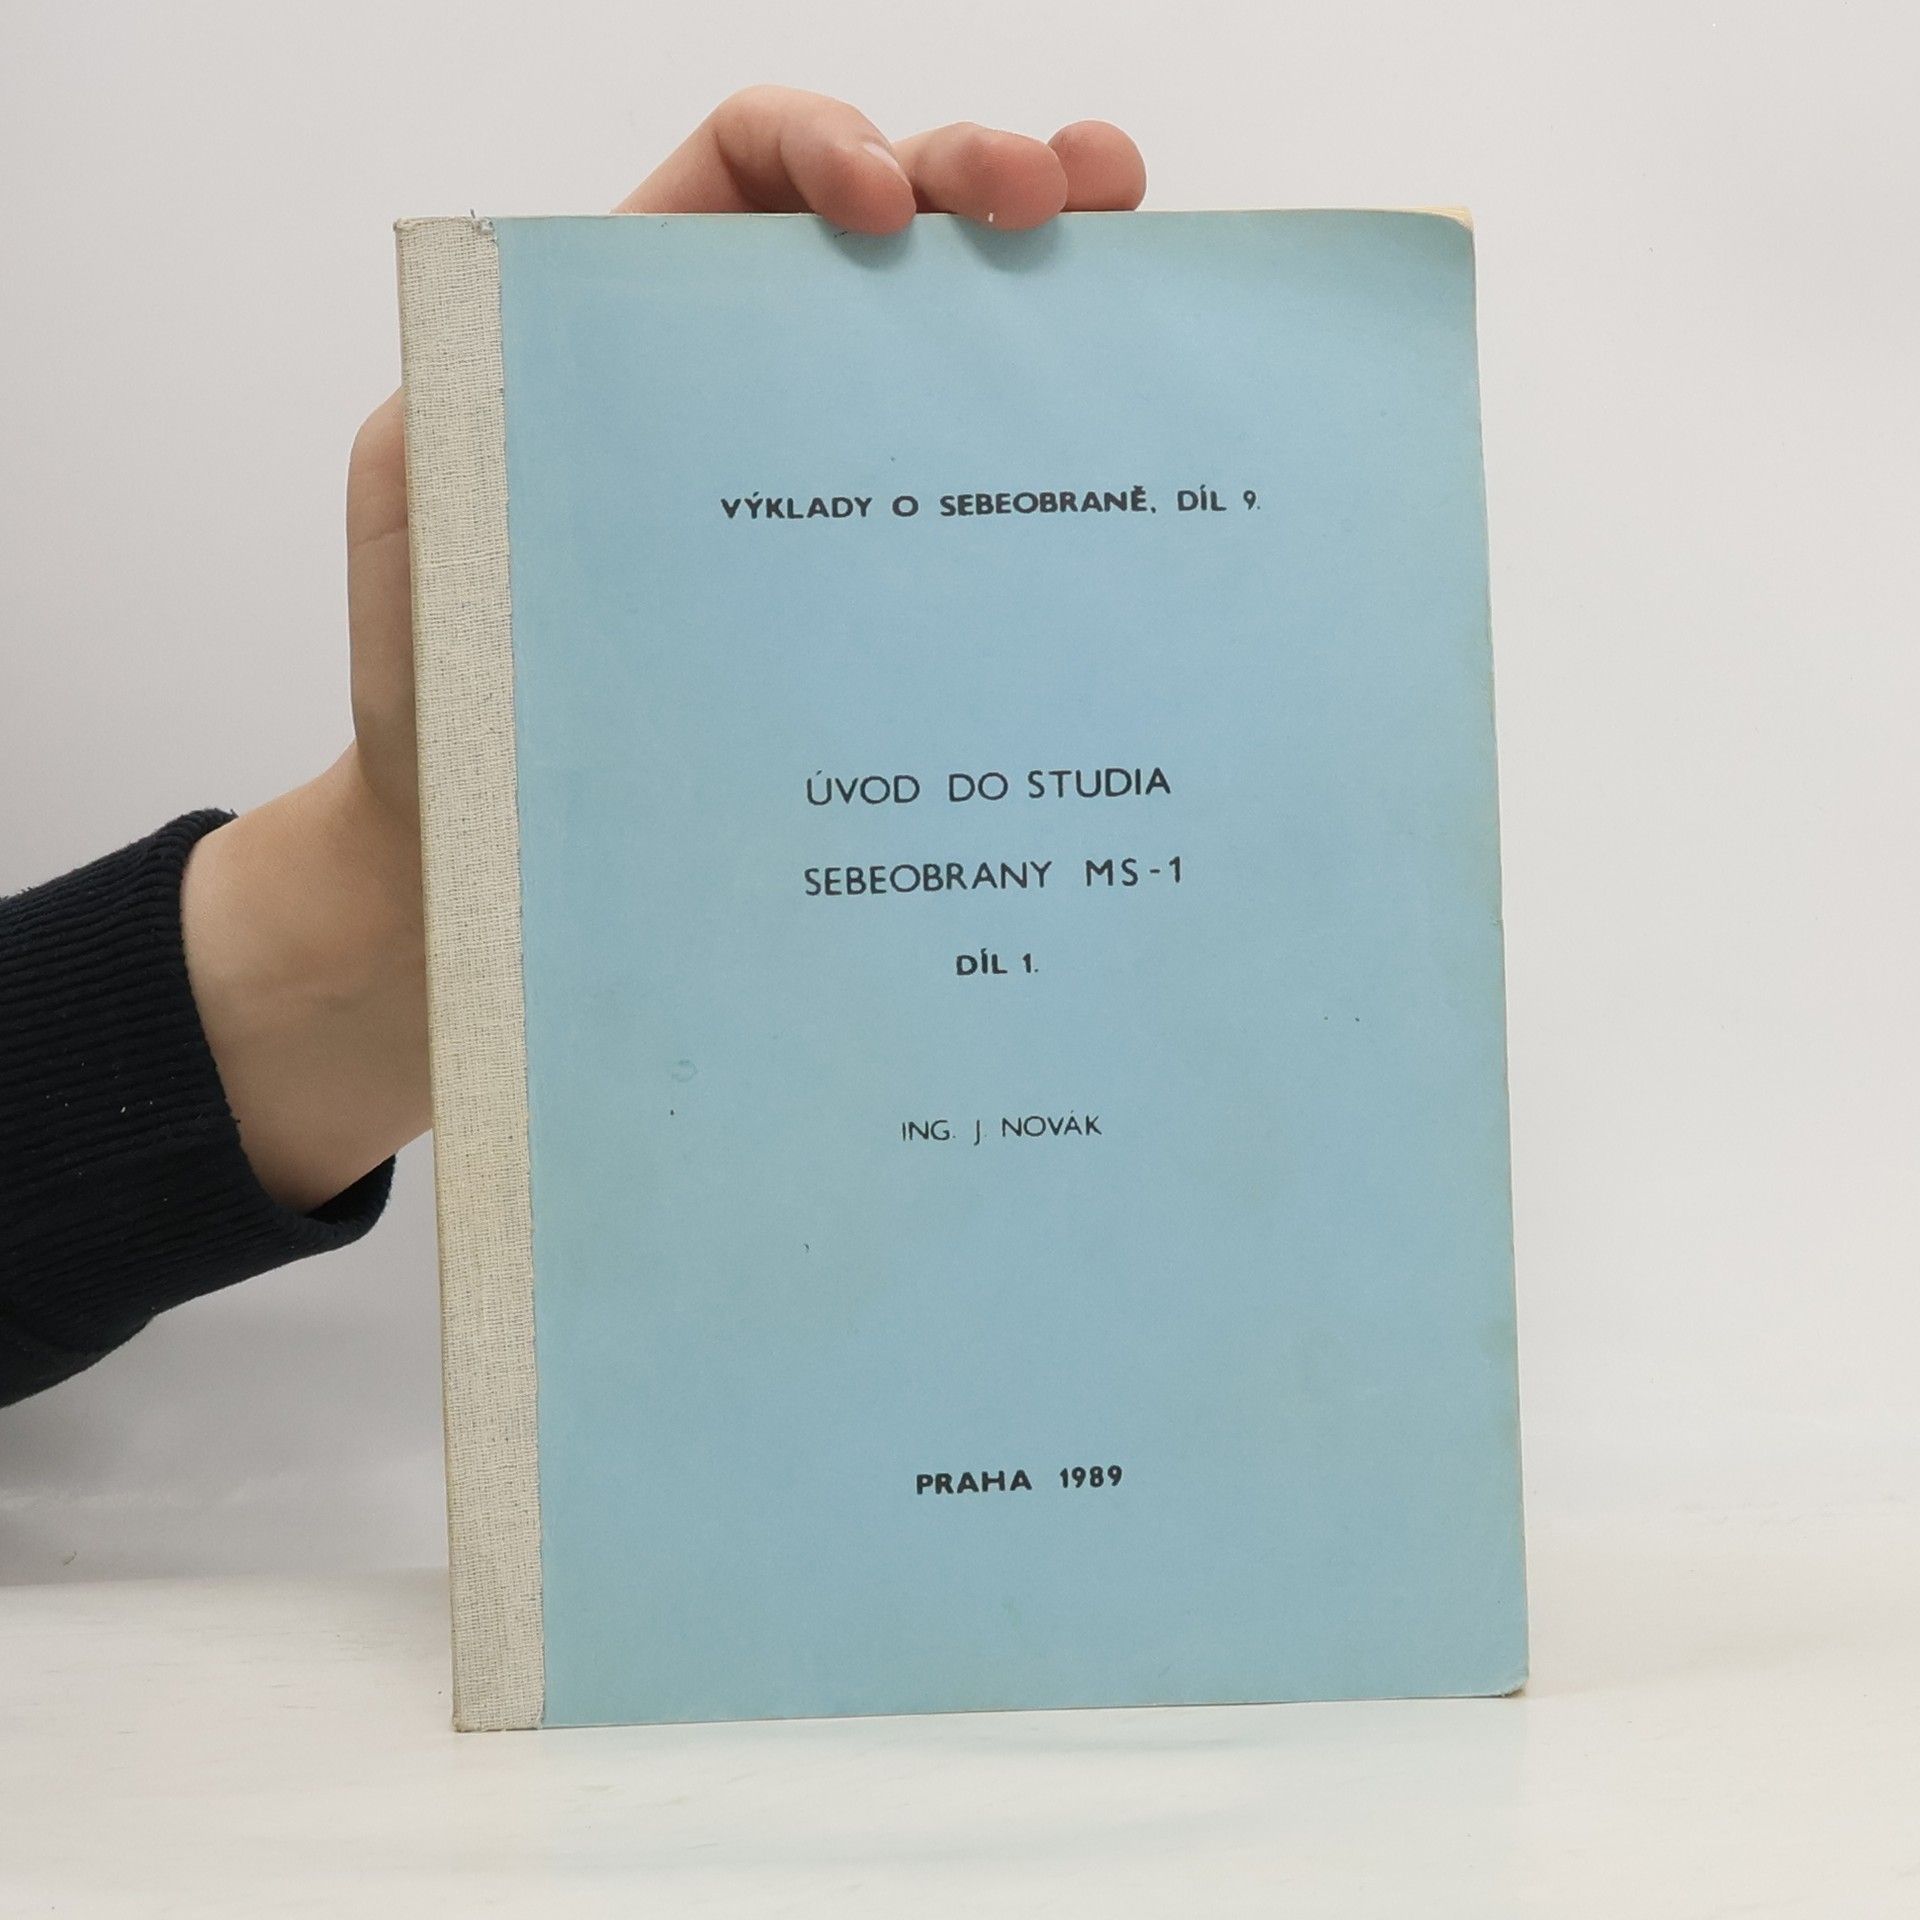 VÝKLADY O SEBEOBRANĚ, DÍL 9.
ÚVOD DO STUDIA
SEBEOBRANY MS-1
DÍL 1.
ING. J. NOVÁK
PRAHA 1989